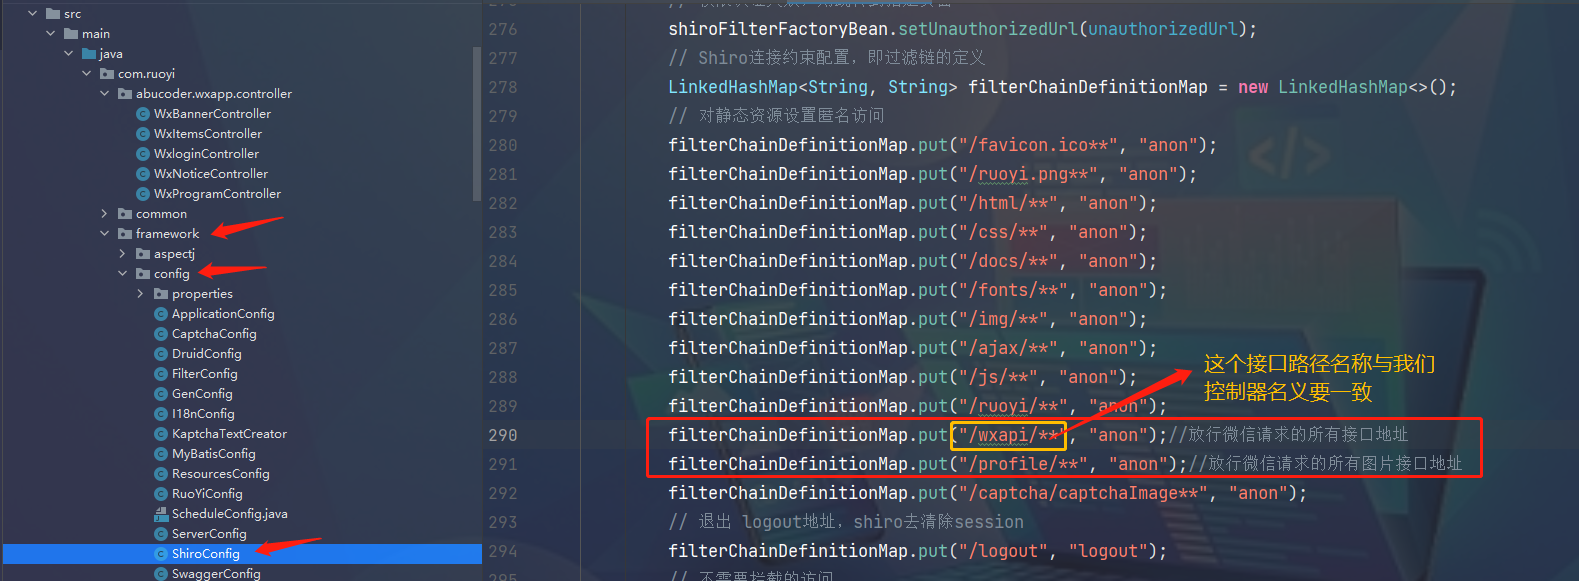 src
main
java
com.ruoyi
abucoder.wxapp.controller
WxBannerController
WxItemsController
WxloginController
WxNoticeController
WxProgramController
common
framework
aspectj
config
properties
ApplicationConfig
CaptchaConfig
DruidConfig
FilterConfig
GenConfig
I18nConfig
KaptchaTextCreator
MyBatisConfig
ResourcesConfig
RuoYiConfig
ScheduleConfig.java
ServerConfig
ShiroConfig
SwaggerConfig
276 shiroFilterFactoryBean.setUnauthorizedUrl(unauthorizedUrl);
277 // Shiro连接约束配置，即过滤链的定义
278 LinkedHashMap<String, String> filterChainDefinitionMap = new LinkedHashMap<>();
279 // 对静态资源设置匿名访问
280 filterChainDefinitionMap.put("/favicon.ico**", "anon");
281 filterChainDefinitionMap.put("/ruoyi.png**", "anon");
282 filterChainDefinitionMap.put("/html/**", "anon");
283 filterChainDefinitionMap.put("/css/**", "anon");
284 filterChainDefinitionMap.put("/docs/**", "anon");
285 filterChainDefinitionMap.put("/fonts/**", "anon");
286 filterChainDefinitionMap.put("/img/**", "anon");
287 filterChainDefinitionMap.put("/ajax/**", "anon");
288 filterChainDefinitionMap.put("/js/**", "anon");
289 filterChainDefinitionMap.put("/ruoyi/**", "anon");
290 filterChainDefinitionMap.put("/wxapi/**", "anon");//放行微信请求的所有接口地址
291 filterChainDefinitionMap.put("/profile/**", "anon");//放行微信请求的所有图片接口地址
292 filterChainDefinitionMap.put("/captcha/captchaImage**", "anon");
293 // 退出 logout地址，shiro去清除session
294 filterChainDefinitionMap.put("/logout", "logout");
295 // 不需要拦截的访问
这个接口路径名称与我们
控制器名义要一致